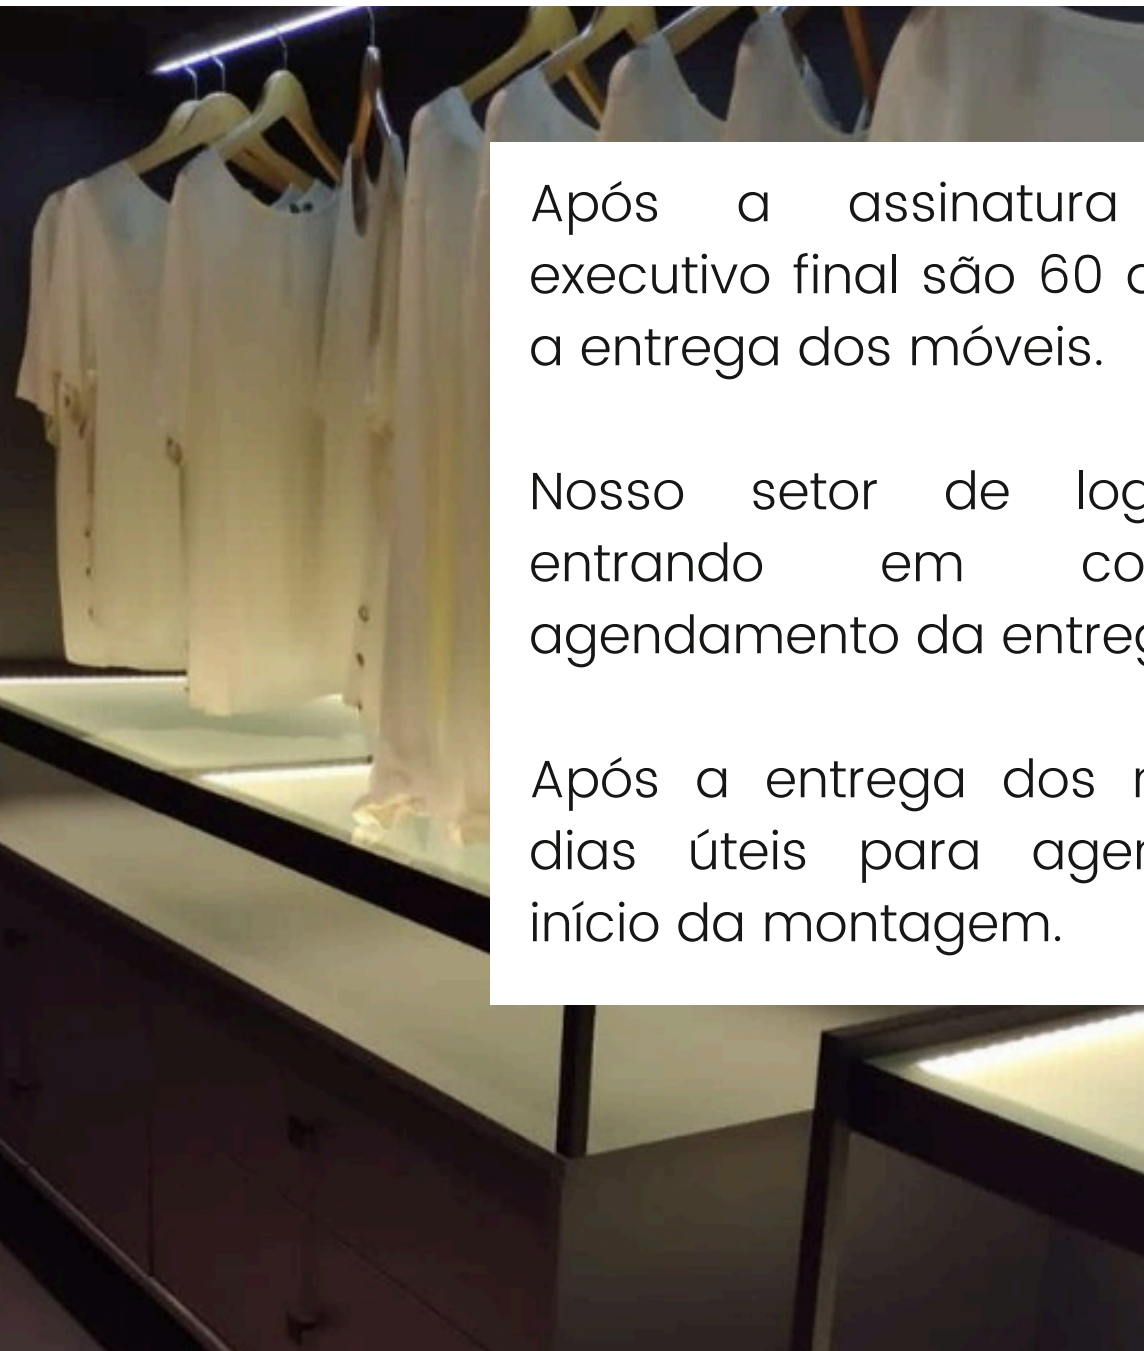 Após a assinatura
executivo final são 60
a entrega dos móveis.
Nosso setor de
entrando em
agendamento da
Após a entrega dos
dias úteis para
início da montagem.